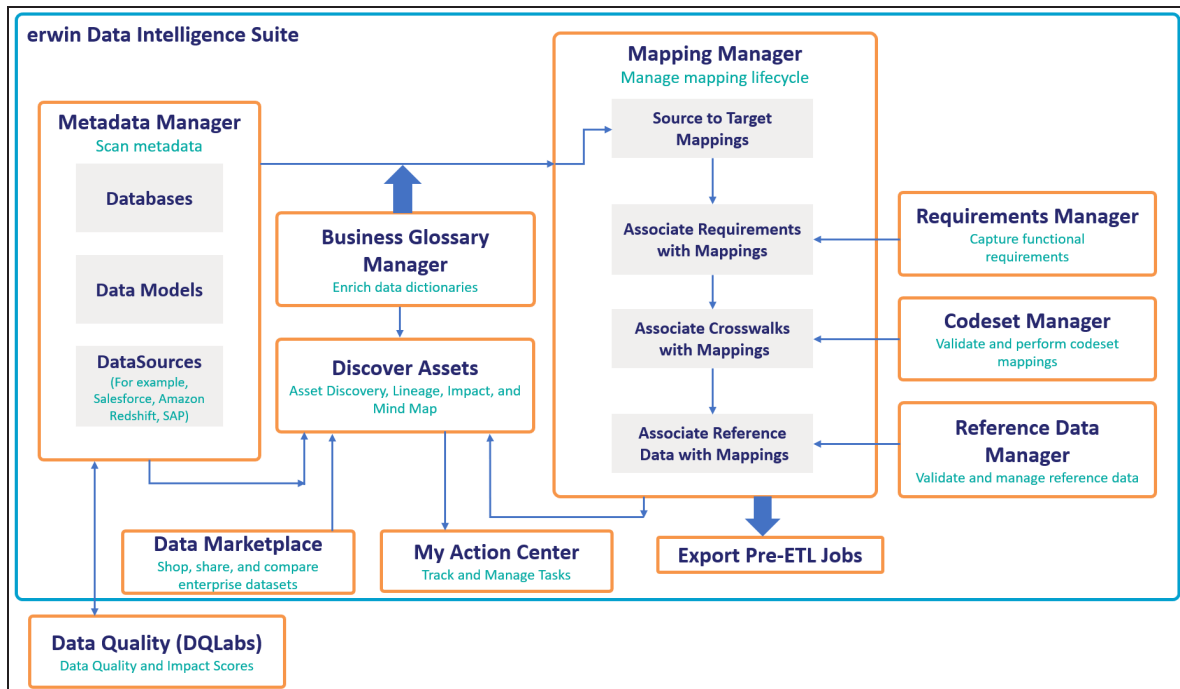 erwin Data Intelligence Suite
Metadata Manager
Scan metadata
Databases
Data Models
DataSources
(For example,
Salesforce, Amazon
Redshift, SAP)
Business Glossary
Manager
Enrich data dictionaries
Discover Assets
Asset Discovery, Lineage, Impact, and
Mind Map
Mapping Manager
Manage mapping lifecycle
Source to Target
Mappings
Associate Requirements
with Mappings
Associate Crosswalks
with Mappings
Associate Reference
Data with Mappings
Requirements Manager
Capture functional
requirements
Codeset Manager
Validate and perform codeset
mappings
Reference Data
Manager
Validate and manage reference data
Data Marketplace
Shop, share, and compare
enterprise datasets
My Action Center
Track and Manage Tasks
Export Pre-ETL Jobs
Data Quality (DQLabs)
Data Quality and Impact Scores